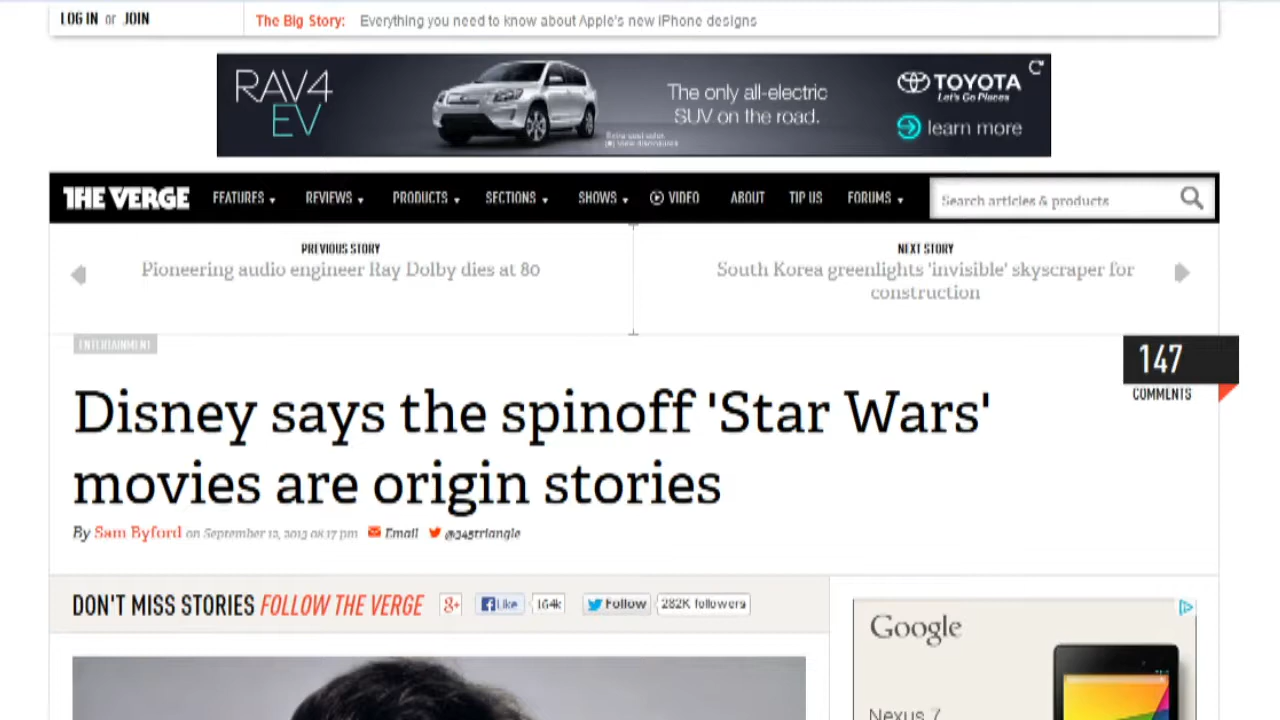 LOG IN or JOIN
The Big Story: Everything you need to know about Apple's new iPhone designs
RAV4
EV
The only all-electric
SUV on the road.
TOYOTA
Let's Go Places
learn more
THE VERGE FEATURES REVIEWS PRODUCTS SECTIONS SHOWS VIDEO ABOUT TIP US FORUMS Search articles & products
PREVIOUS STORY
Pioneering audio engineer Ray Dolby dies at 80
NEXT STORY
South Korea greenlights 'invisible' skyscraper for
construction
ENTERTAINMENT
147
COMMENTS
Disney says the spinoff 'Star Wars'
movies are origin stories
By Sam Byford on September 12, 2013 08:17 pm Email @345triangle
DON'T MISS STORIES FOLLOW THE VERGE g+ Like 164k Follow 282K followers
Google
Nexus 7